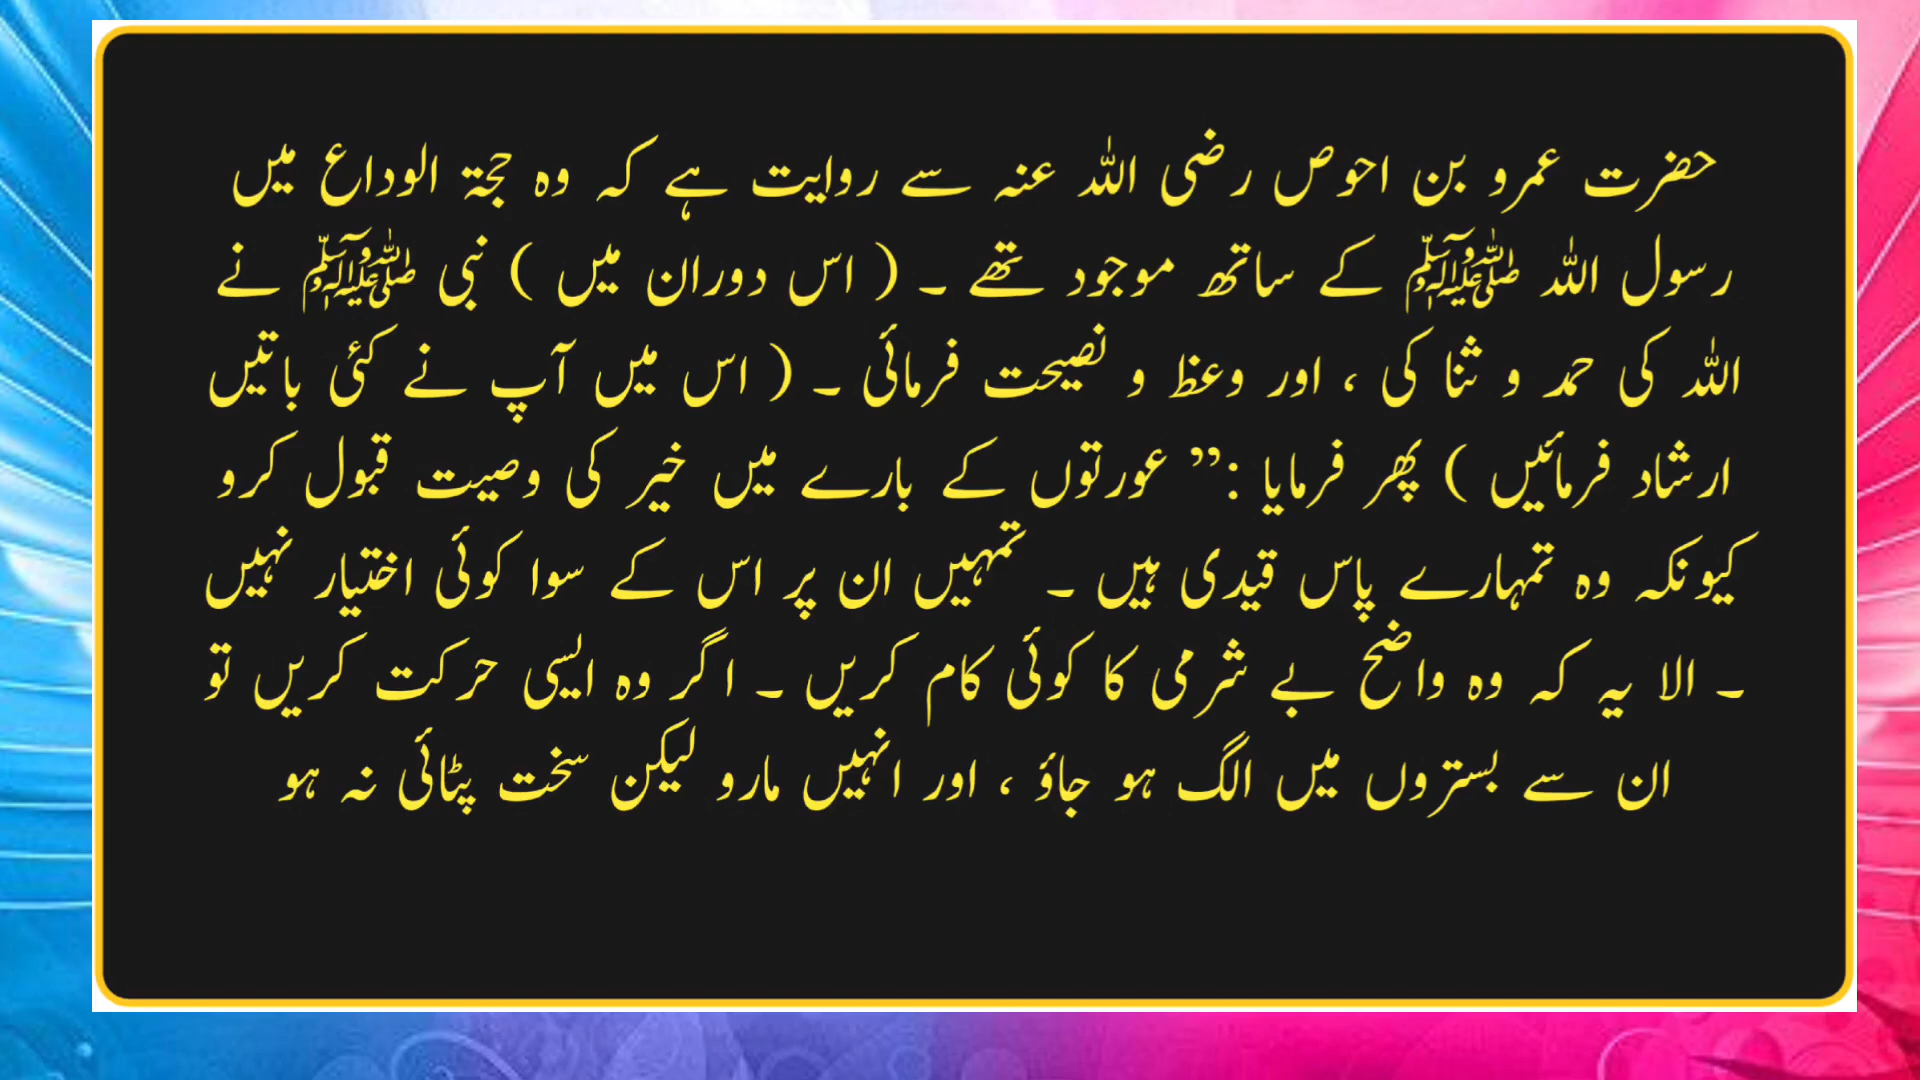 حضرت عمرو بن احوص رضی اللہ عنہ سے روایت ہے کہ وہ حجۃ الوداع میں
رسول اللہ ﷺ کے ساتھ موجود تھے ۔ ( اس دوران میں ) نبی ﷺ نے
اللہ کی حمد و ثنا کی ، اور وعظ و نصیحت فرمائی ۔ ( اس میں آپ نے کئی باتیں
ارشاد فرمائیں ) پھر فرمایا :’’ عورتوں کے بارے میں خیر کی وصیت قبول کرو
کیونکہ وہ تمہارے پاس قیدی ہیں ۔ تمہیں ان پر اس کے سوا کوئی اختیار نہیں
۔ الا یہ کہ وہ واضح بے شرمی کا کوئی کام کریں ۔ اگر وہ ایسی حرکت کریں تو
ان سے بستروں میں الگ ہو جاؤ ، اور انہیں مارو لیکن سخت پٹائی نہ ہو